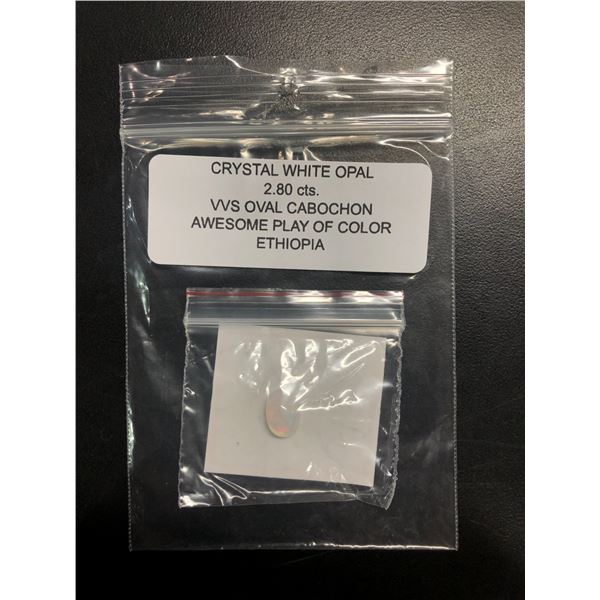 CRYSTAL WHITE OPAL
2.80 cts.
VVS OVAL CABOCHON
AWESOME PLAY OF COLOR
ETHIOPIA